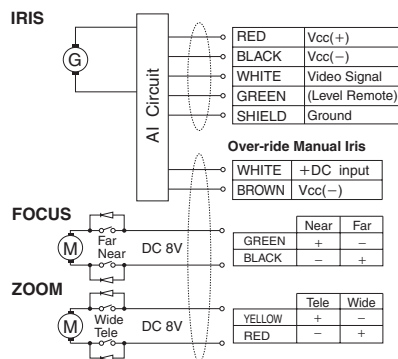 IRIS
G
AI Circuit
RED Vcc(+)
BLACK Vcc(−)
WHITE Video Signal
GREEN (Level Remote)
SHIELD Ground
Over-ride Manual Iris
WHITE +DC input
BROWN Vcc(−)
FOCUS
M
Far
Near
DC 8V
Near Far
GREEN + −
BLACK − +
ZOOM
M
Wide
Tele
DC 8V
Tele Wide
YELLOW + −
RED − +